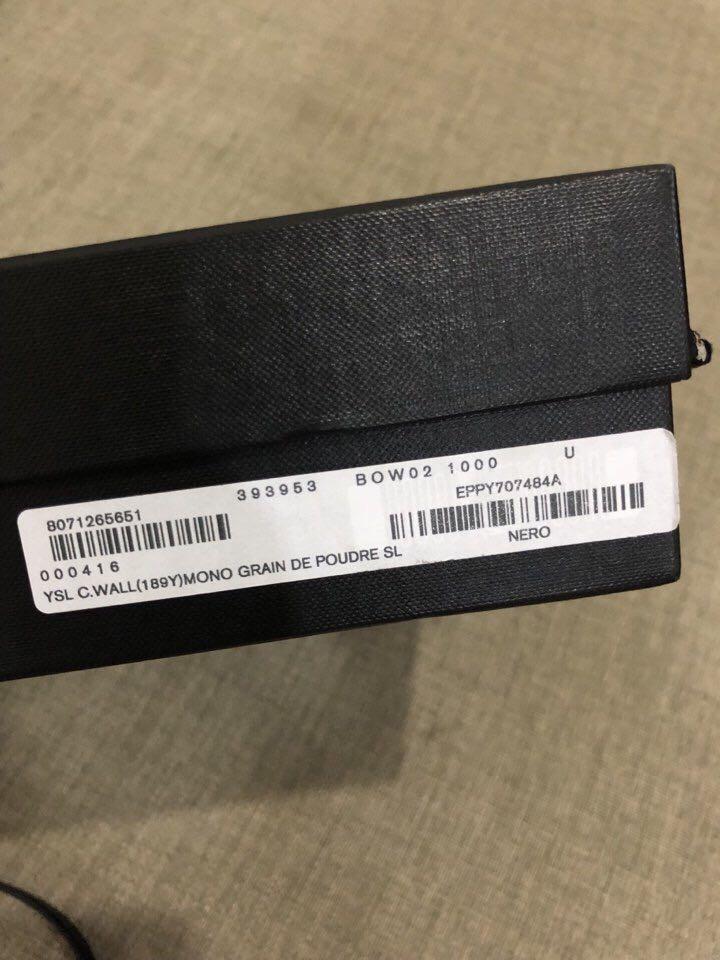 393953 BOW02 1000 U
8071265651 EPPY707484A
000416 NERO
YSL C.WALL(189Y)MONO GRAIN DE POUDRE SL